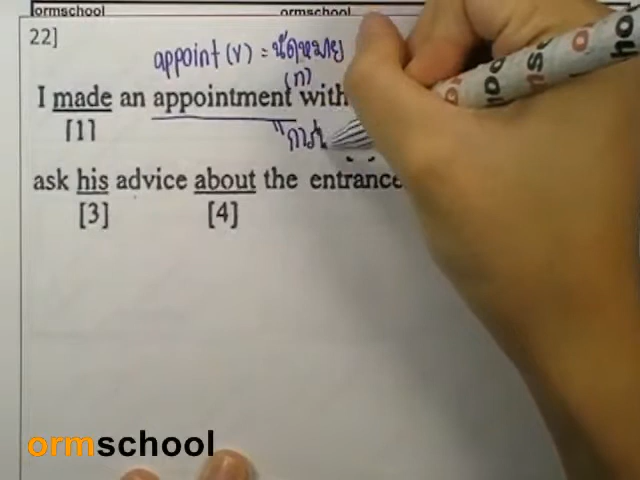 ormschool ormschool
22]
appoint (v) = นัดหมาย
(n)
I made an appointment with
[1]
"การ
ask his advice about the entrance
[3] [4]
ormschool